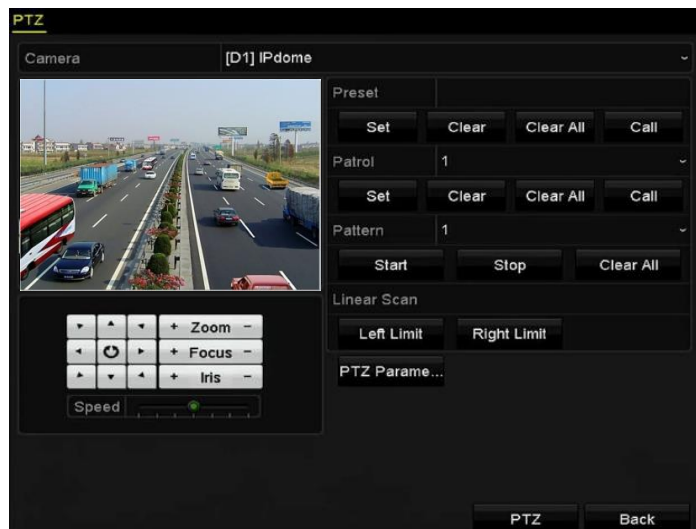 PTZ
Camera [D1] IPdome
Preset
Set Clear Clear All Call
Patrol 1
Set Clear Clear All Call
Pattern 1
Start Stop Clear All
Linear Scan
Left Limit Right Limit
PTZ Parame...
+ Zoom −
+ Focus −
+ Iris −
Speed
PTZ Back